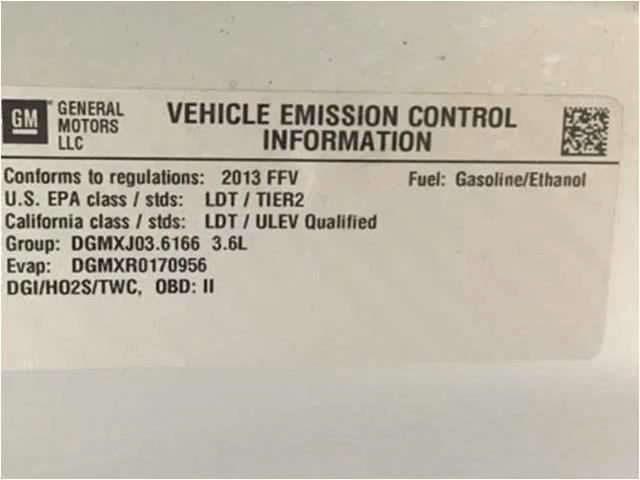 GM GENERAL MOTORS LLC
VEHICLE EMISSION CONTROL
INFORMATION
Conforms to regulations: 2013 FFV Fuel: Gasoline/Ethanol
U.S. EPA class / stds: LDT / TIER2
California class / stds: LDT / ULEV Qualified
Group: DGMXJ03.6166 3.6L
Evap: DGMXR0170956
DGI/HO2S/TWC, OBD: II